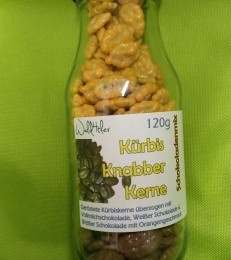 120g
Kürbis
Knabber
Kerne
Schokoladenmix
Geröstete Kürbiskerne überzogen mit
Vollmilchschokolade, Weißer Schokolade &
Weißer Schokolade mit Orangengeschmack